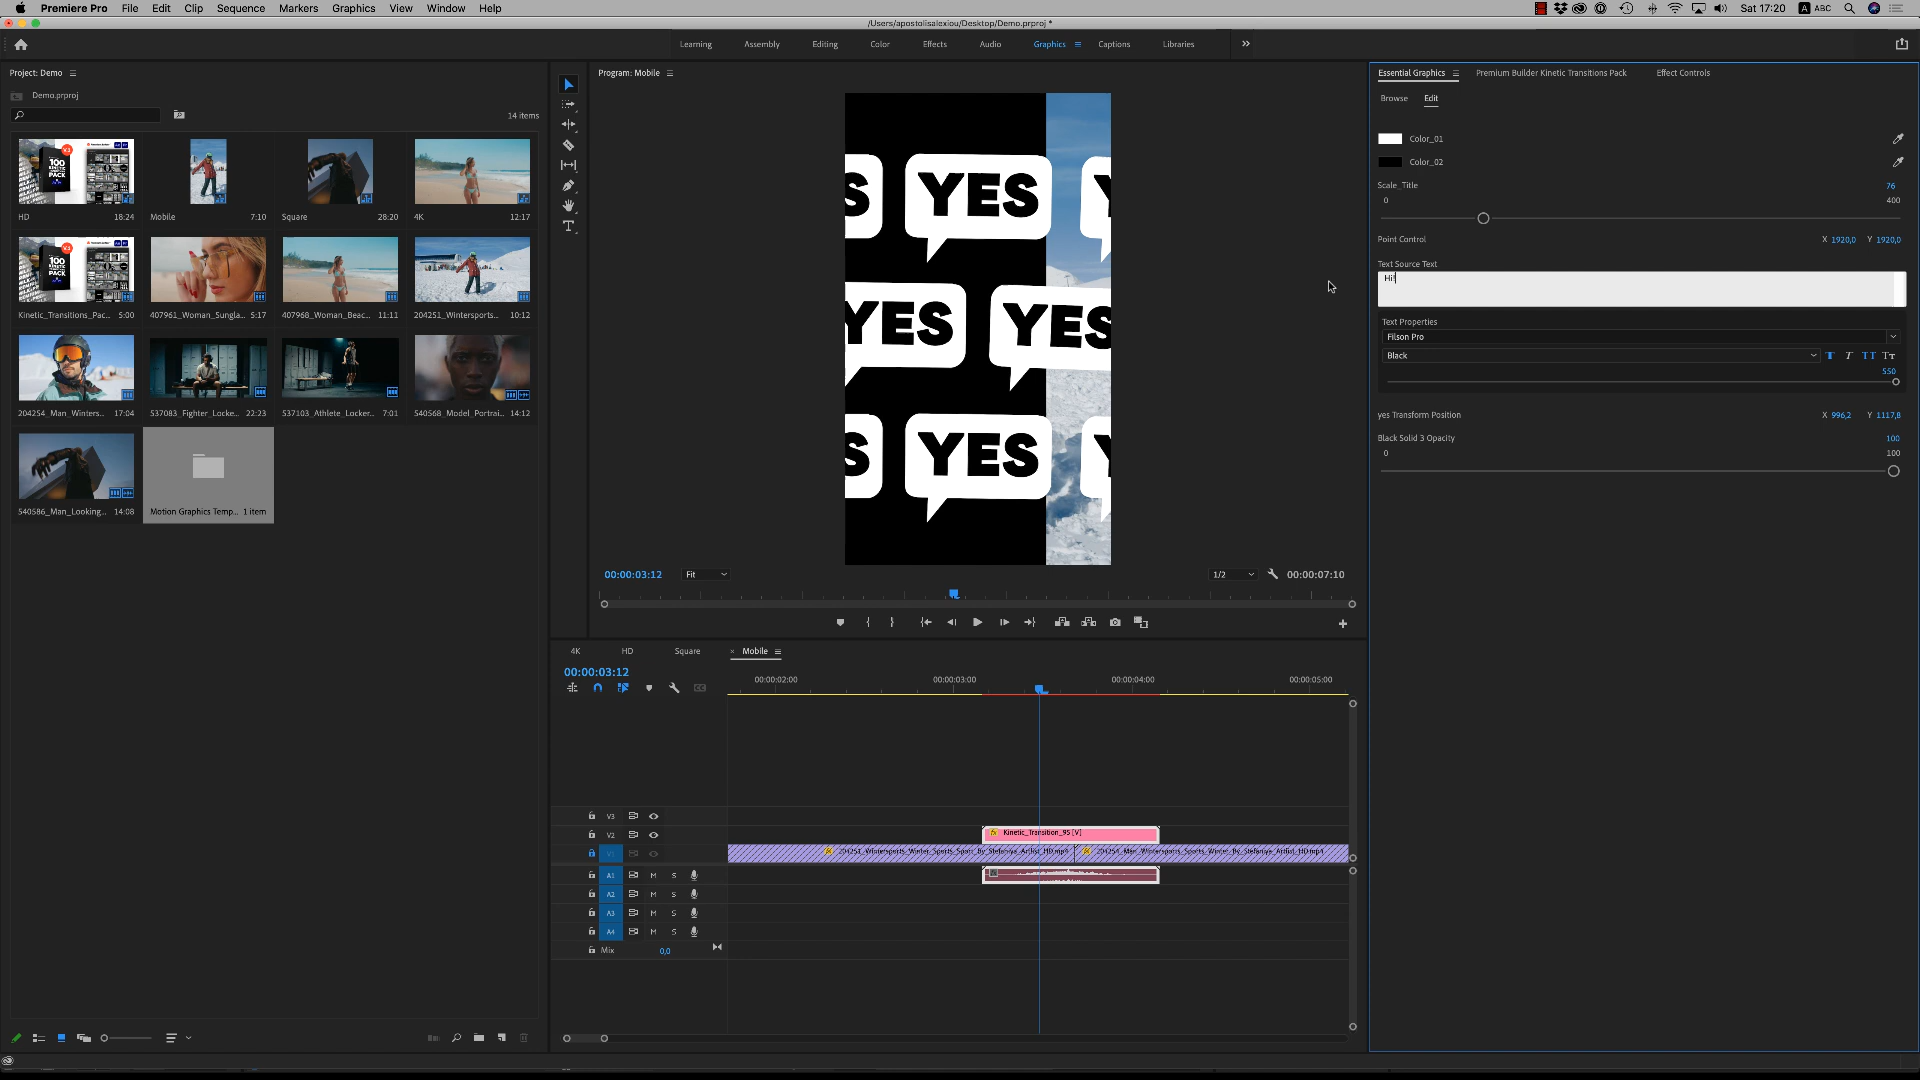 Premiere Pro File Edit Clip Sequence Markers Graphics View Window Help Sat 17:20 A ABC
/Users/apostolisalexiou/Desktop/Demo.prproj *
Learning Assembly Editing Color Effects Audio Graphics Captions Libraries
Project: Demo
Demo.prproj
14 items
HD 18:24
Mobile 7:10
Square 28:20
4K 12:17
Kinetic_Transitions_Pac... 5:00
407961_Woman_Sungla... 5:17
407968_Woman_Beac... 11:11
204251_Wintersports... 10:12
204254_Man_Winters... 17:04
537083_Fighter_Locke... 22:23
537103_Athlete_Locker... 7:01
540568_Model_Portrai... 14:12
540586_Man_Looking... 14:08
Motion Graphics Temp... 1 item
Program: Mobile
S YES Y
YES YES
S YES Y
00:00:03:12 Fit 1/2 00:00:07:10
4K HD Square × Mobile
00:00:03:12
00:00:02:00 00:00:03:00 00:00:04:00 00:00:05:00
V3
V2 fx Kinetic_Transition_95 [V]
V1 fx 204251_Wintersports_Winter_Sports_Sport_By_Stefaniya_Artlist_HD.mp4 fx 204254_Man_Wintersports_Sports_Winter_By_Stefaniya_Artlist_HD.mp4
A1 M S
A2 M S
A3 M S
A4 M S
Mix 0,0
Essential Graphics Premium Builder Kinetic Transitions Pack Effect Controls
Browse Edit
Color_01
Color_02
Scale_Title 76
0 400
Point Control X 1920,0 Y 1920,0
Text Source Text
Hi!
Text Properties
Filson Pro
Black T T TT Tт
550
yes Transform Position X 996,2 Y 1117,8
Black Solid 3 Opacity 100
0 100